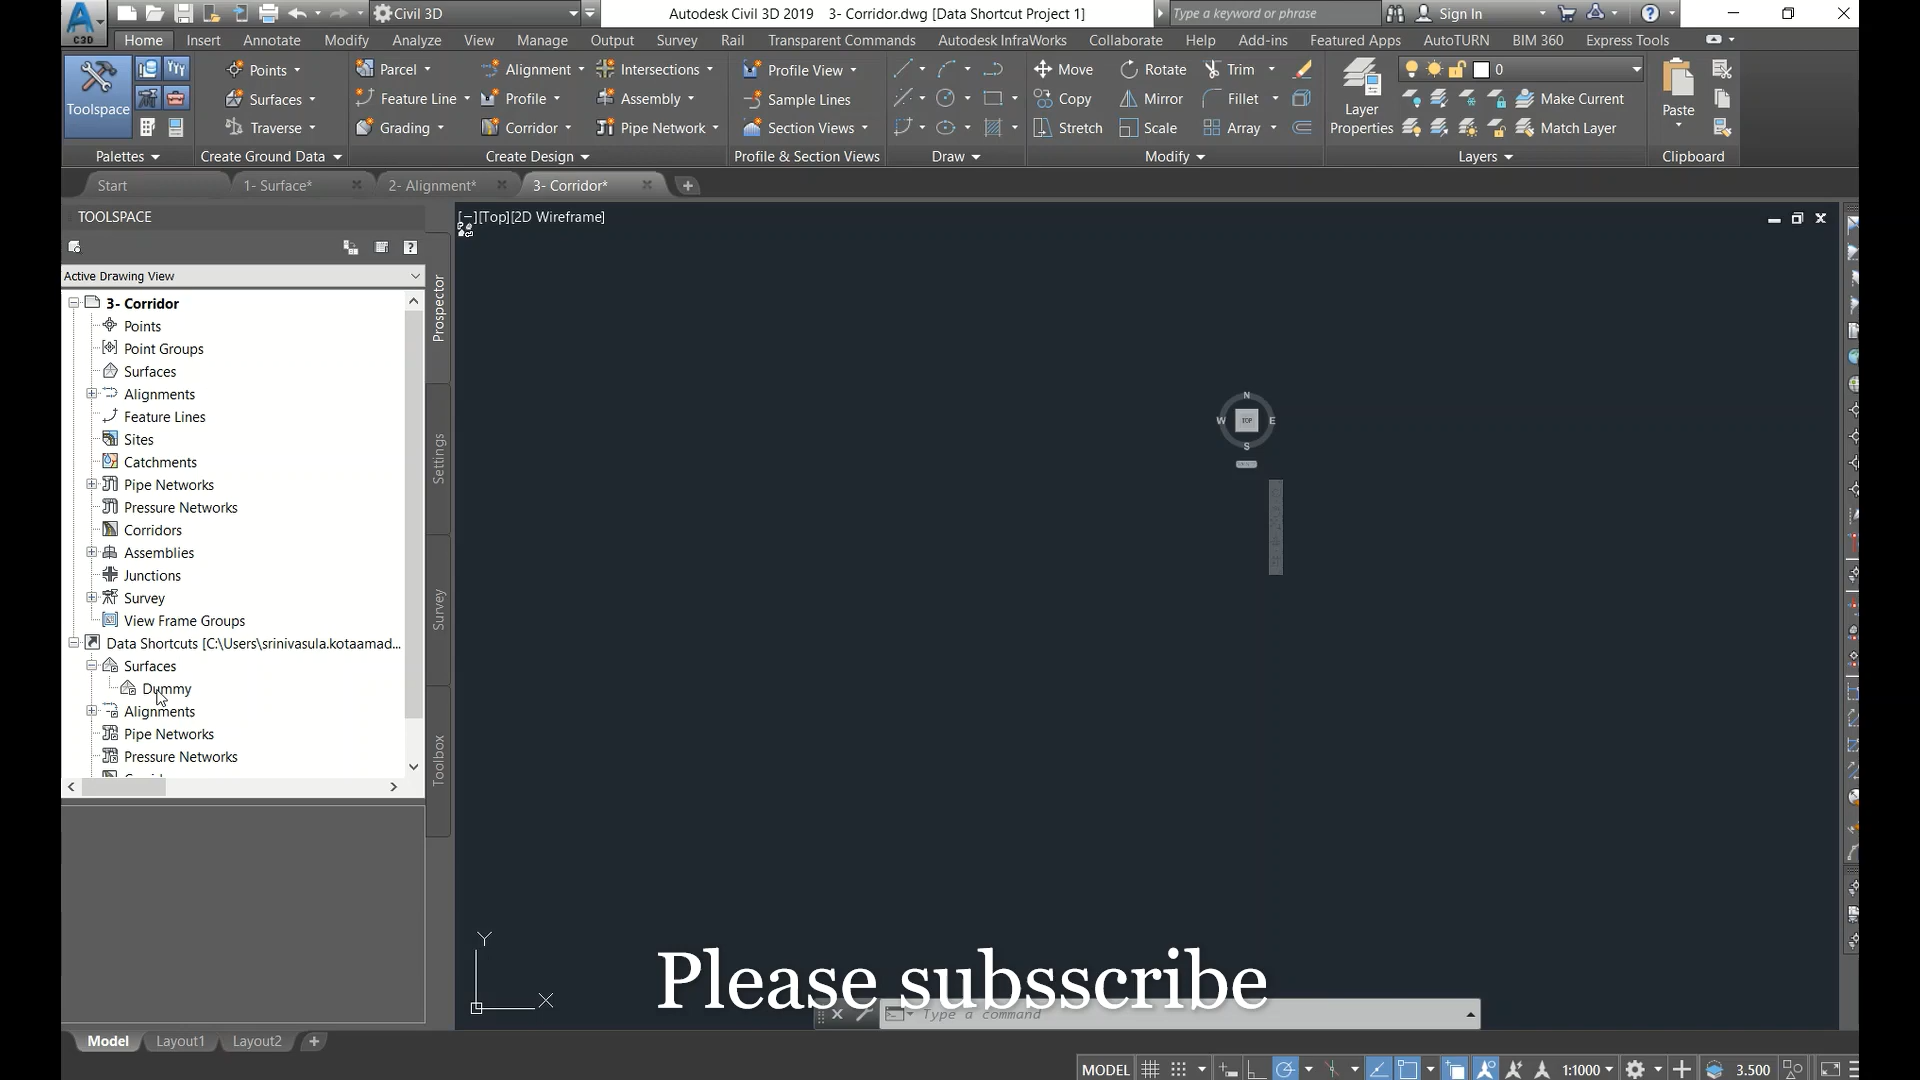 C3D
Civil 3D
Autodesk Civil 3D 2019 3- Corridor.dwg [Data Shortcut Project 1]
Type a keyword or phrase
Sign In
Home Insert Annotate Modify Analyze View Manage Output Survey Rail Transparent Commands Autodesk InfraWorks Collaborate Help Add-ins Featured Apps AutoTURN BIM 360 Express Tools
Points Parcel Alignment Intersections Profile View Move Rotate Trim 0
Toolspace Surfaces Feature Line Profile Assembly Sample Lines Copy Mirror Fillet Layer Properties Make Current Paste
Traverse Grading Corridor Pipe Network Section Views Stretch Scale Array Match Layer
Palettes Create Ground Data Create Design Profile & Section Views Draw Modify Layers Clipboard
Start 1- Surface* 2- Alignment* 3- Corridor*
TOOLSPACE
[−][Top][2D Wireframe]
Active Drawing View
Prospector
Settings
Survey
Toolbox
3- Corridor
Points
Point Groups
Surfaces
Alignments
Feature Lines
Sites
Catchments
Pipe Networks
Pressure Networks
Corridors
Assemblies
Junctions
Survey
View Frame Groups
Data Shortcuts [C:\Users\srinivasula.kotaamad...
Surfaces
Dummy
Alignments
Pipe Networks
Pressure Networks
N
W TOP E
S
Y
X
Please subsscribe
Type a command
Model Layout1 Layout2
MODEL 1:1000 3.500